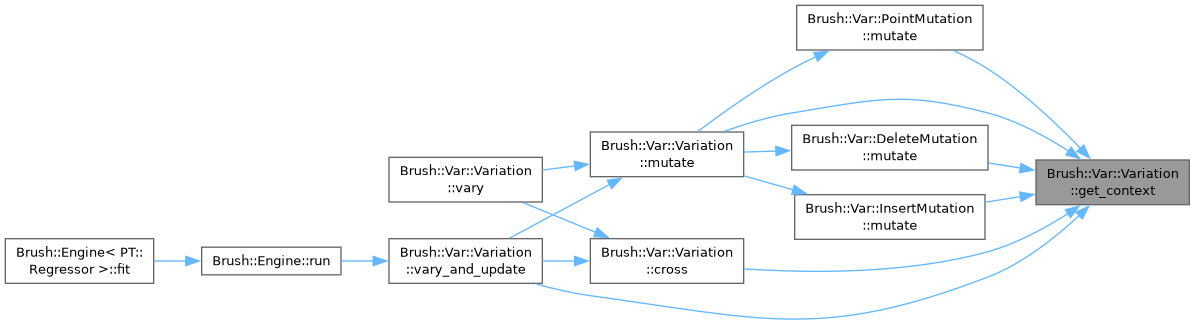 Brush::Var::PointMutation
::mutate
Brush::Var::Variation
::mutate
Brush::Var::DeleteMutation
::mutate
Brush::Var::Variation
::vary
Brush::Var::Variation
::get_context
Brush::Var::InsertMutation
::mutate
Brush::Engine< PT::
Regressor >::fit
Brush::Engine::run
Brush::Var::Variation
::vary_and_update
Brush::Var::Variation
::cross